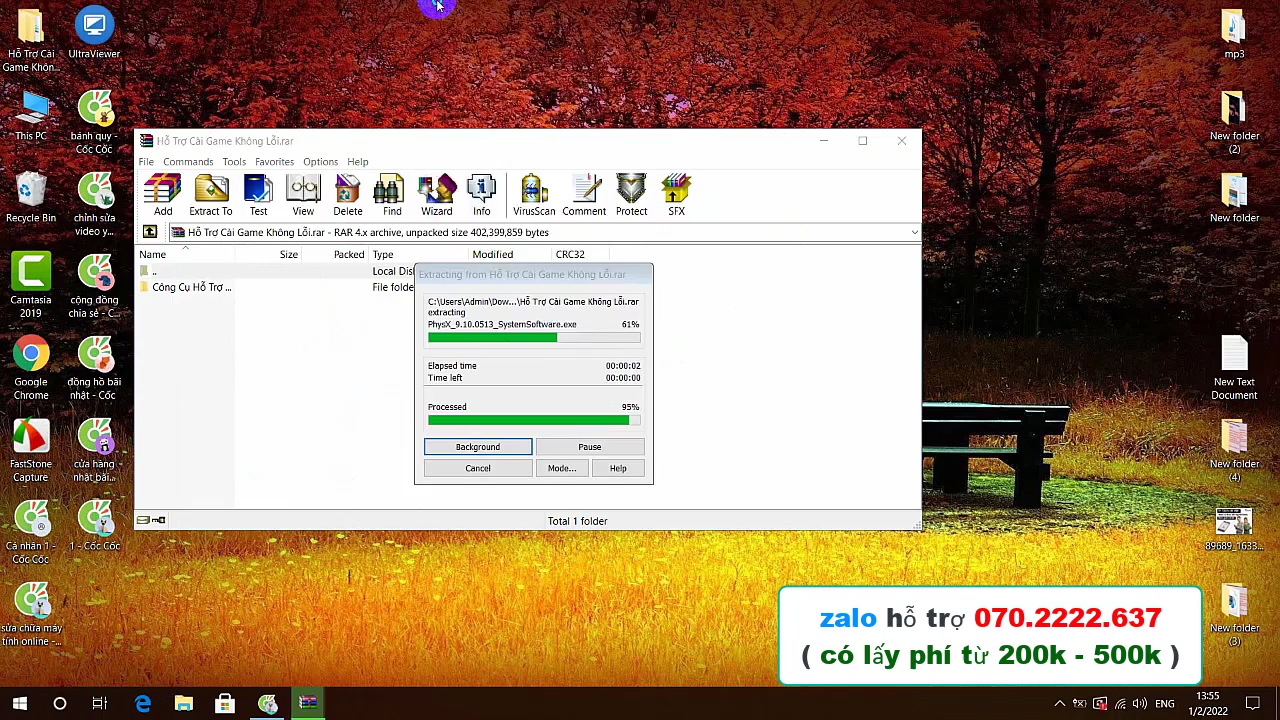 Hỗ Trợ Cài
Game Khôn...
UltraViewer
This PC
bánh quy -
Cốc Cốc
Recycle Bin
chỉnh sửa
video y...
Camtasia
2019
cộng đồng
chia sẻ - C...
Google
Chrome
đồng hồ bãi
nhật - Cốc
FastStone
Capture
cửa hàng
nhật bãi...
Cá nhân 1 -
Cốc Cốc
1 - Cốc Cốc
sửa chữa máy
tính online -...
Hỗ Trợ Cài Game Không Lỗi.rar
File Commands Tools Favorites Options Help
Add Extract To Test View Delete Find Wizard Info VirusScan Comment Protect SFX
Hỗ Trợ Cài Game Không Lỗi.rar - RAR 4.x archive, unpacked size 402,399,859 bytes
Name Size Packed Type Modified CRC32
.. Local Dis
Công Cụ Hỗ Trợ ... File folde
Extracting from Hỗ Trợ Cài Game Không Lỗi.rar
C:\Users\Admin\Dow...\Hỗ Trợ Cài Game Không Lỗi.rar
extracting
PhysX_9.10.0513_SystemSoftware.exe 61%
Elapsed time 00:00:02
Time left 00:00:00
Processed 95%
Background Pause
Cancel Mode... Help
Total 1 folder
mp3
New folder
(2)
New folder
New Text
Document
New folder
(4)
89689_1633...
New folder
(3)
zalo hỗ trợ 070.2222.637
( có lấy phí từ 200k - 500k )
ENG
13:55
1/2/2022